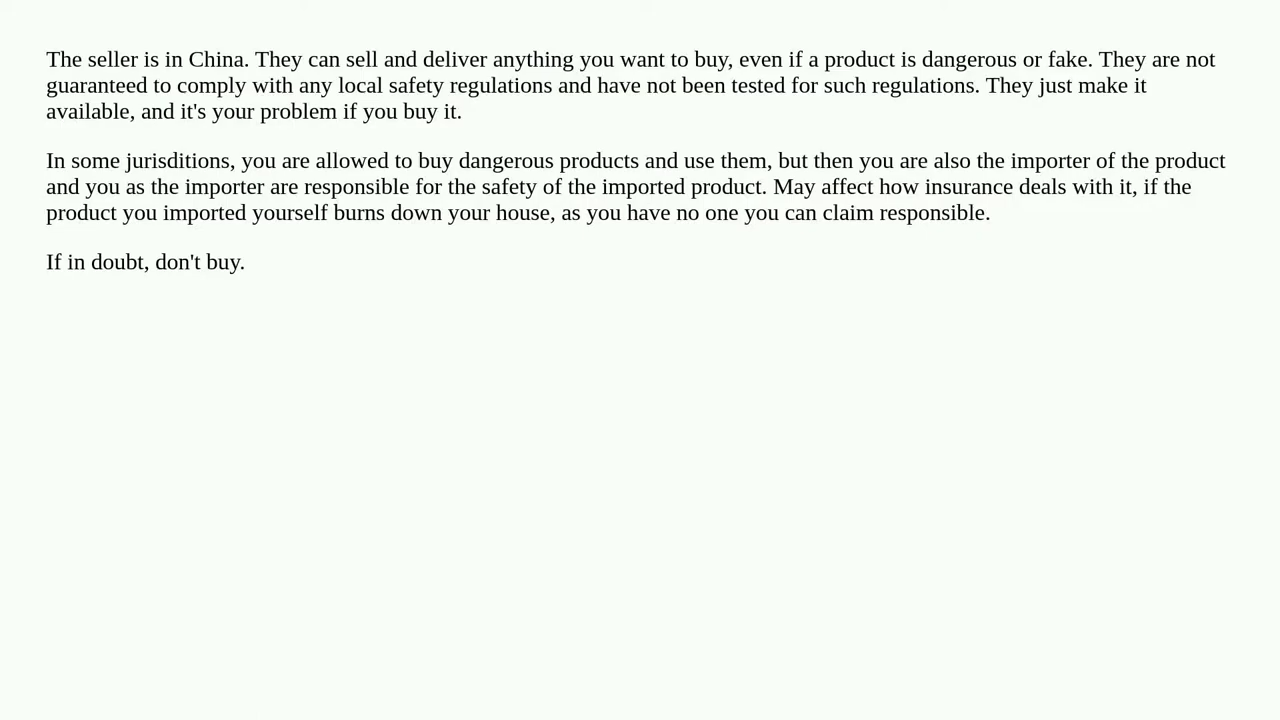 The seller is in China. They can sell and deliver anything you want to buy, even if a product is dangerous or fake. They are not
guaranteed to comply with any local safety regulations and have not been tested for such regulations. They just make it
available, and it's your problem if you buy it.
In some jurisditions, you are allowed to buy dangerous products and use them, but then you are also the importer of the product
and you as the importer are responsible for the safety of the imported product. May affect how insurance deals with it, if the
product you imported yourself burns down your house, as you have no one you can claim responsible.
If in doubt, don't buy.